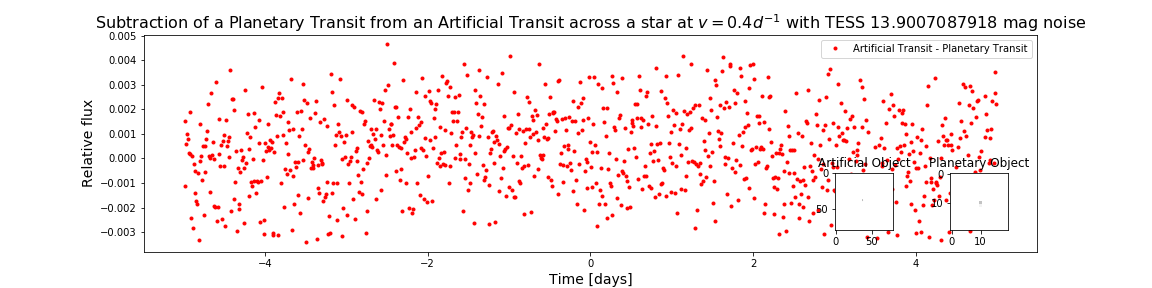 Subtraction of a Planetary Transit from an Artificial Transit across a star at v = 0.4d⁻¹ with TESS 13.9007087918 mag noise
0.005
0.004
0.003
0.002
0.001
0.000
−0.001
−0.002
−0.003
Relative flux
Artificial Transit - Planetary Transit
Artificial Object
0
50
0 50
Planetary Object
0
10
0 10
−4 −2 0 2 4
Time [days]